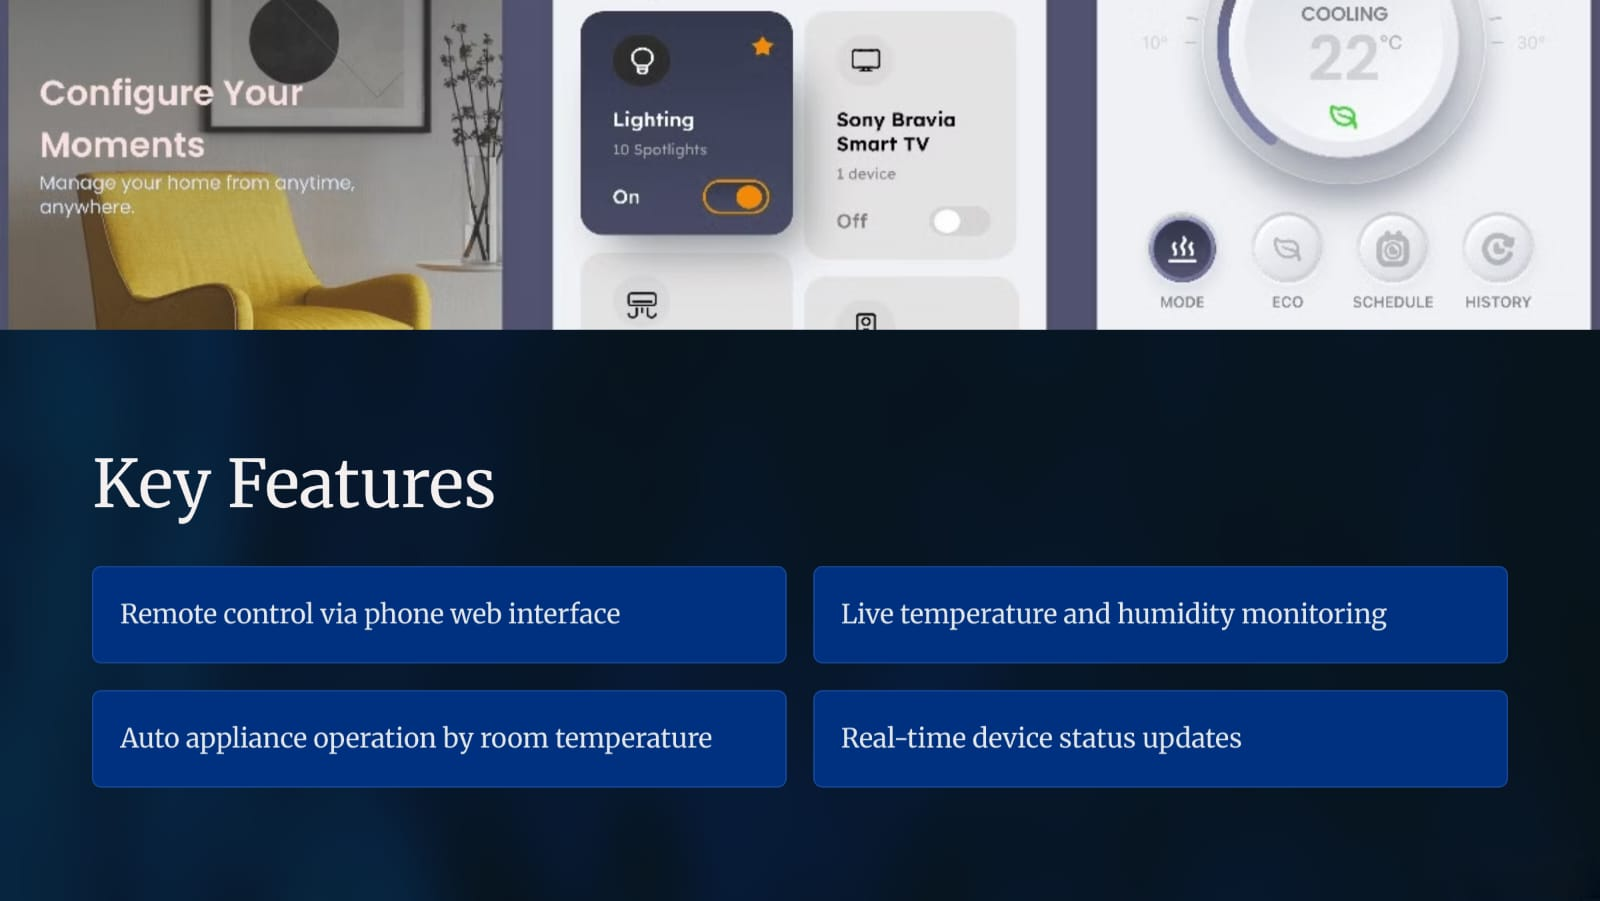 Configure Your
Moments
Manage your home from anytime,
anywhere.
Lighting
10 Spotlights
On
Sony Bravia
Smart TV
1 device
Off
COOLING
10°
22°C
30°
MODE
ECO
SCHEDULE
HISTORY
Key Features
Remote control via phone web interface
Live temperature and humidity monitoring
Auto appliance operation by room temperature
Real-time device status updates